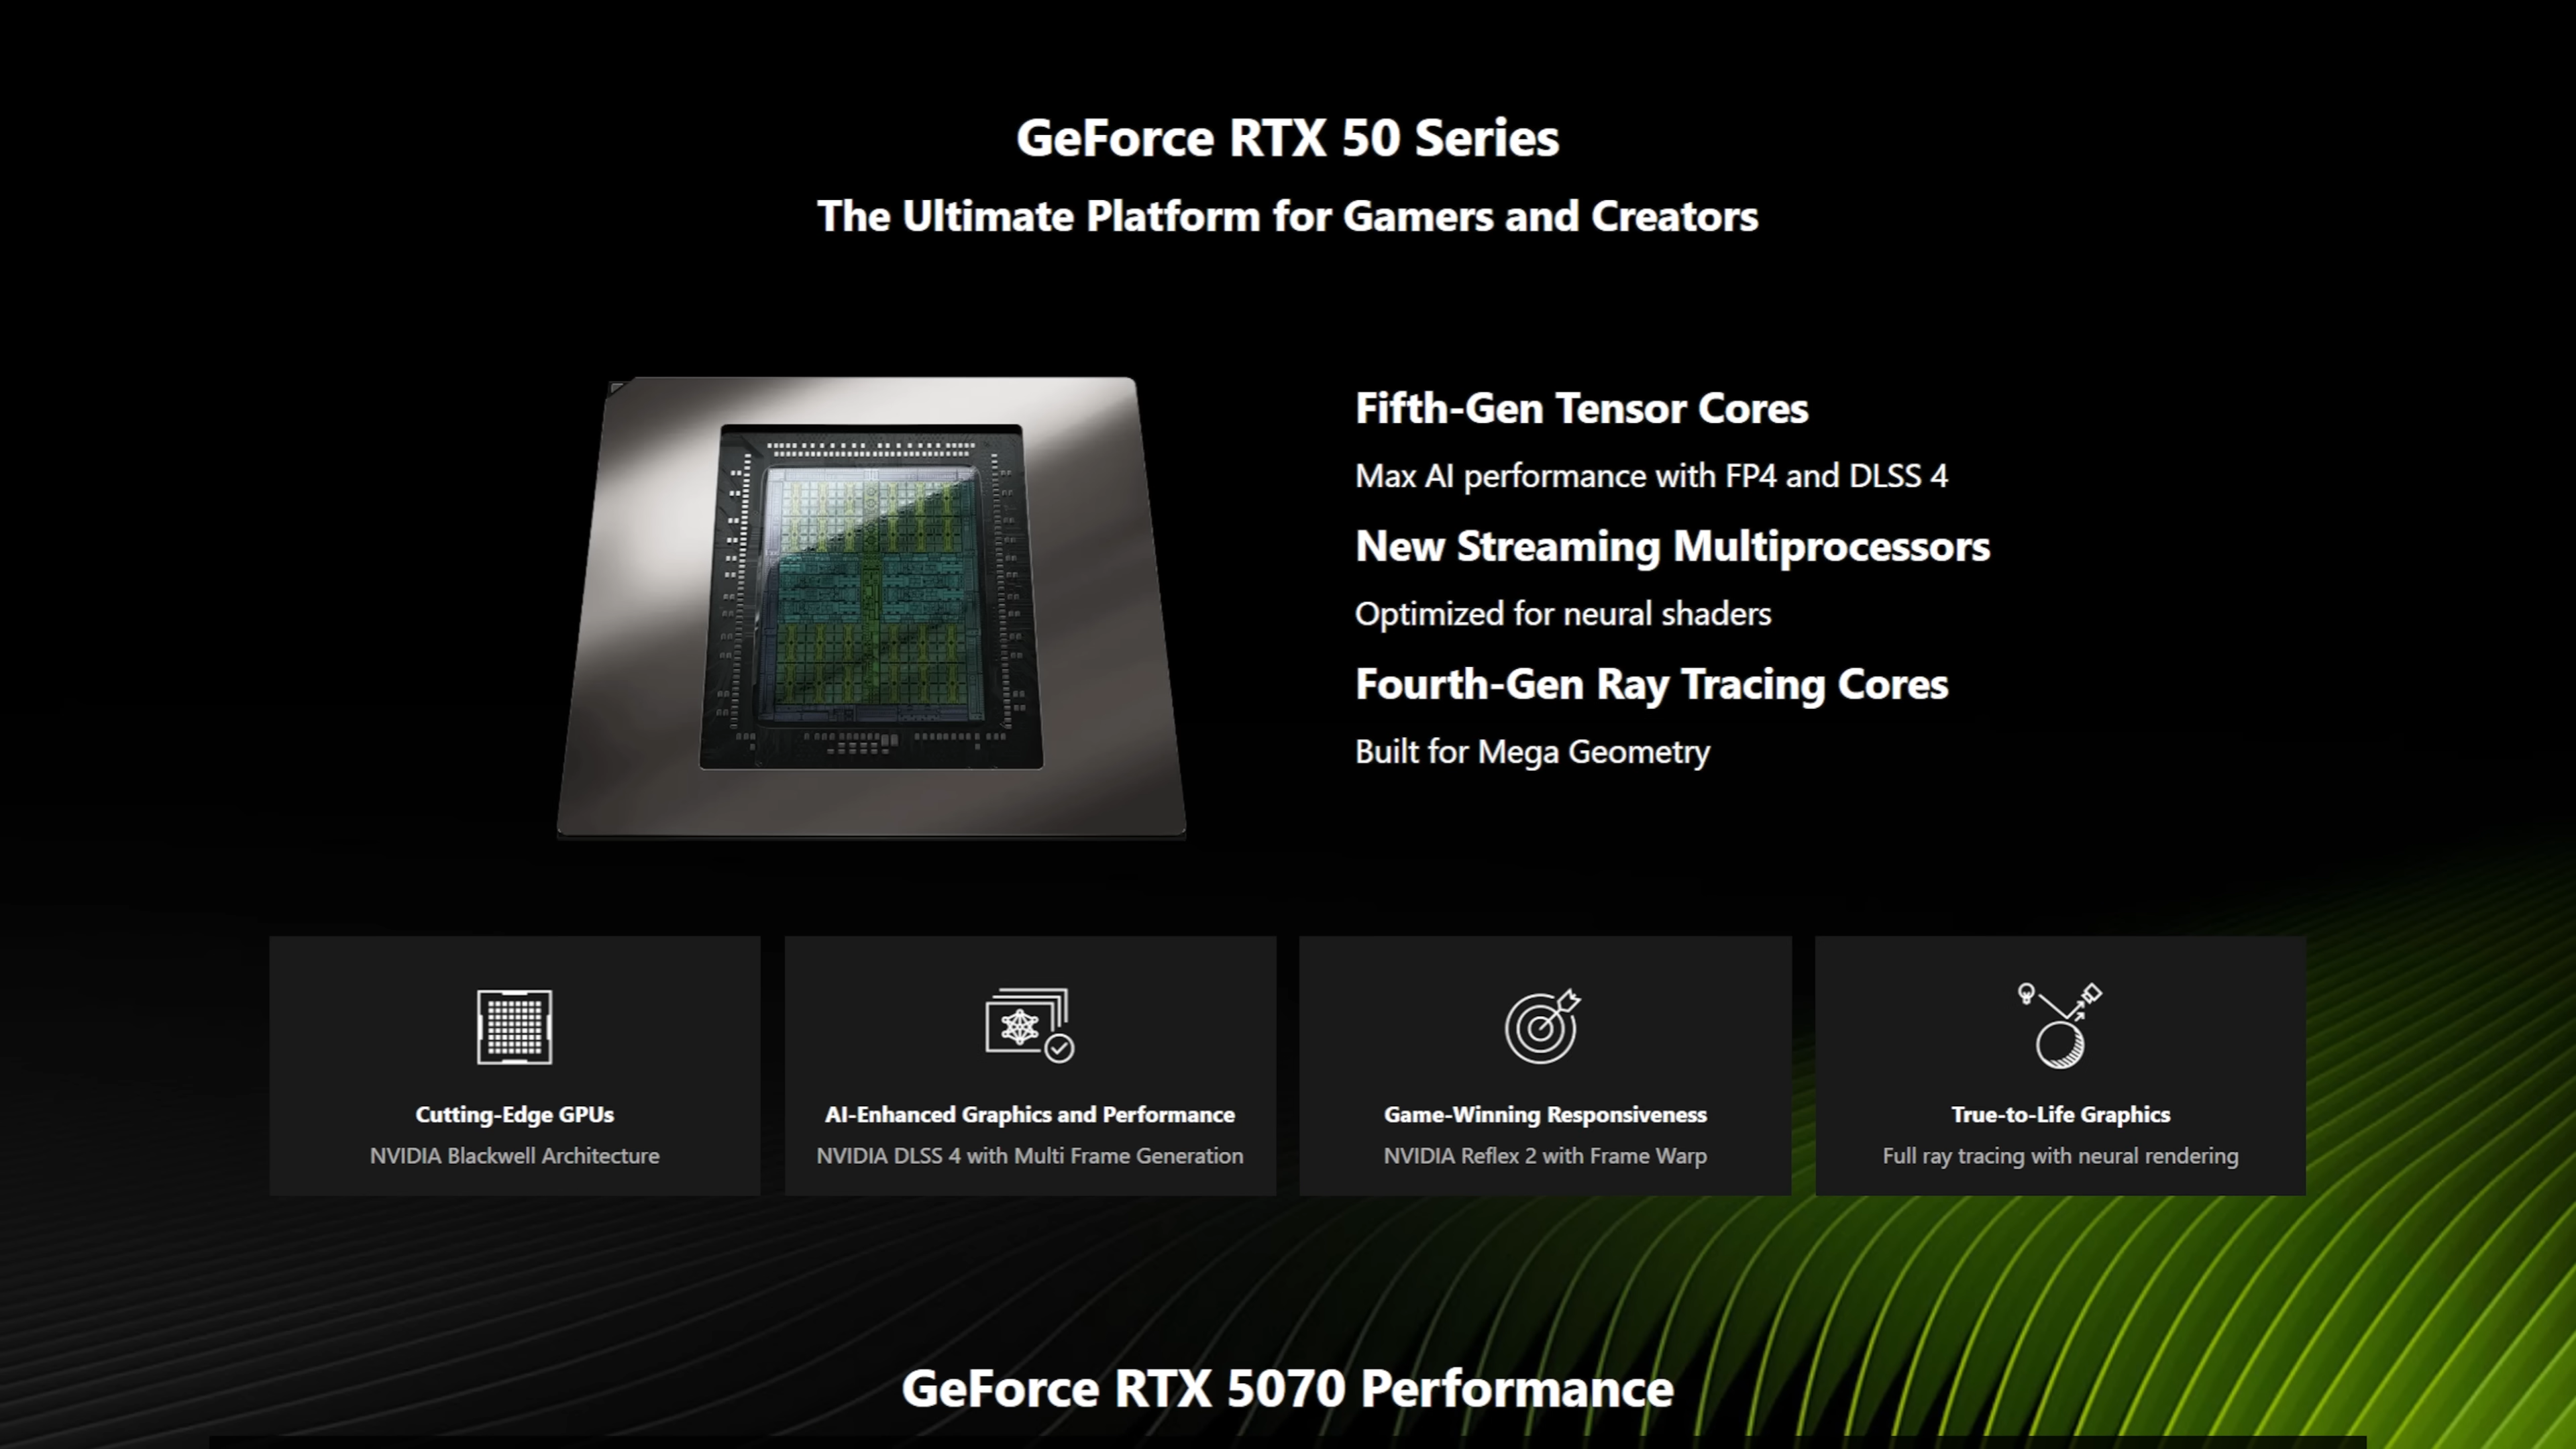 GeForce RTX 50 Series
The Ultimate Platform for Gamers and Creators
Fifth-Gen Tensor Cores
Max AI performance with FP4 and DLSS 4
New Streaming Multiprocessors
Optimized for neural shaders
Fourth-Gen Ray Tracing Cores
Built for Mega Geometry
Cutting-Edge GPUs
NVIDIA Blackwell Architecture
AI-Enhanced Graphics and Performance
NVIDIA DLSS 4 with Multi Frame Generation
Game-Winning Responsiveness
NVIDIA Reflex 2 with Frame Warp
True-to-Life Graphics
Full ray tracing with neural rendering
GeForce RTX 5070 Performance